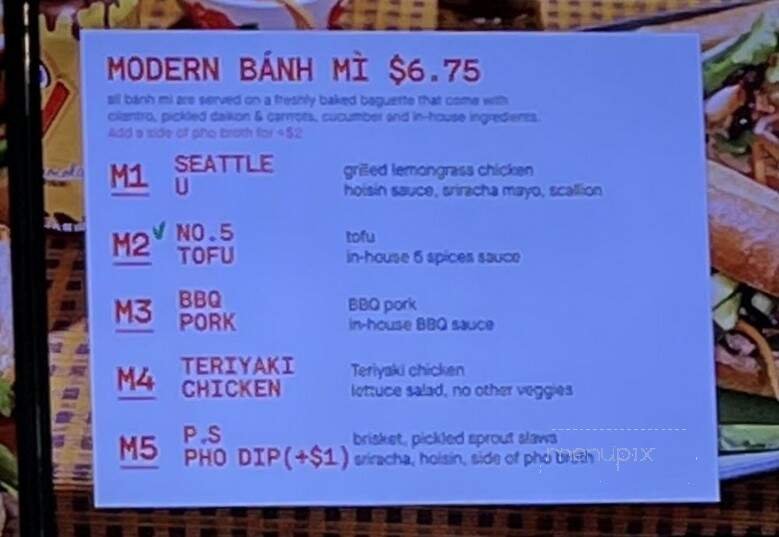 MODERN BÁNH MÌ $6.75
all bánh mì are served on a freshly baked baguette that come with
cilantro, pickled daikon & carrots, cucumber and in-house ingredients.
Add a side of pho broth for +$2
M1 SEATTLE U
grilled lemongrass chicken
hoisin sauce, sriracha mayo, scallion
M2 NO.5 TOFU
tofu
in-house 5 spices sauce
M3 BBQ PORK
BBQ pork
in-house BBQ sauce
M4 TERIYAKI CHICKEN
Teriyaki chicken
lettuce salad, no other veggies
M5 P.S PHO DIP(+$1)
brisket, pickled sprout slaw
sriracha, hoisin, side of pho broth
menupix